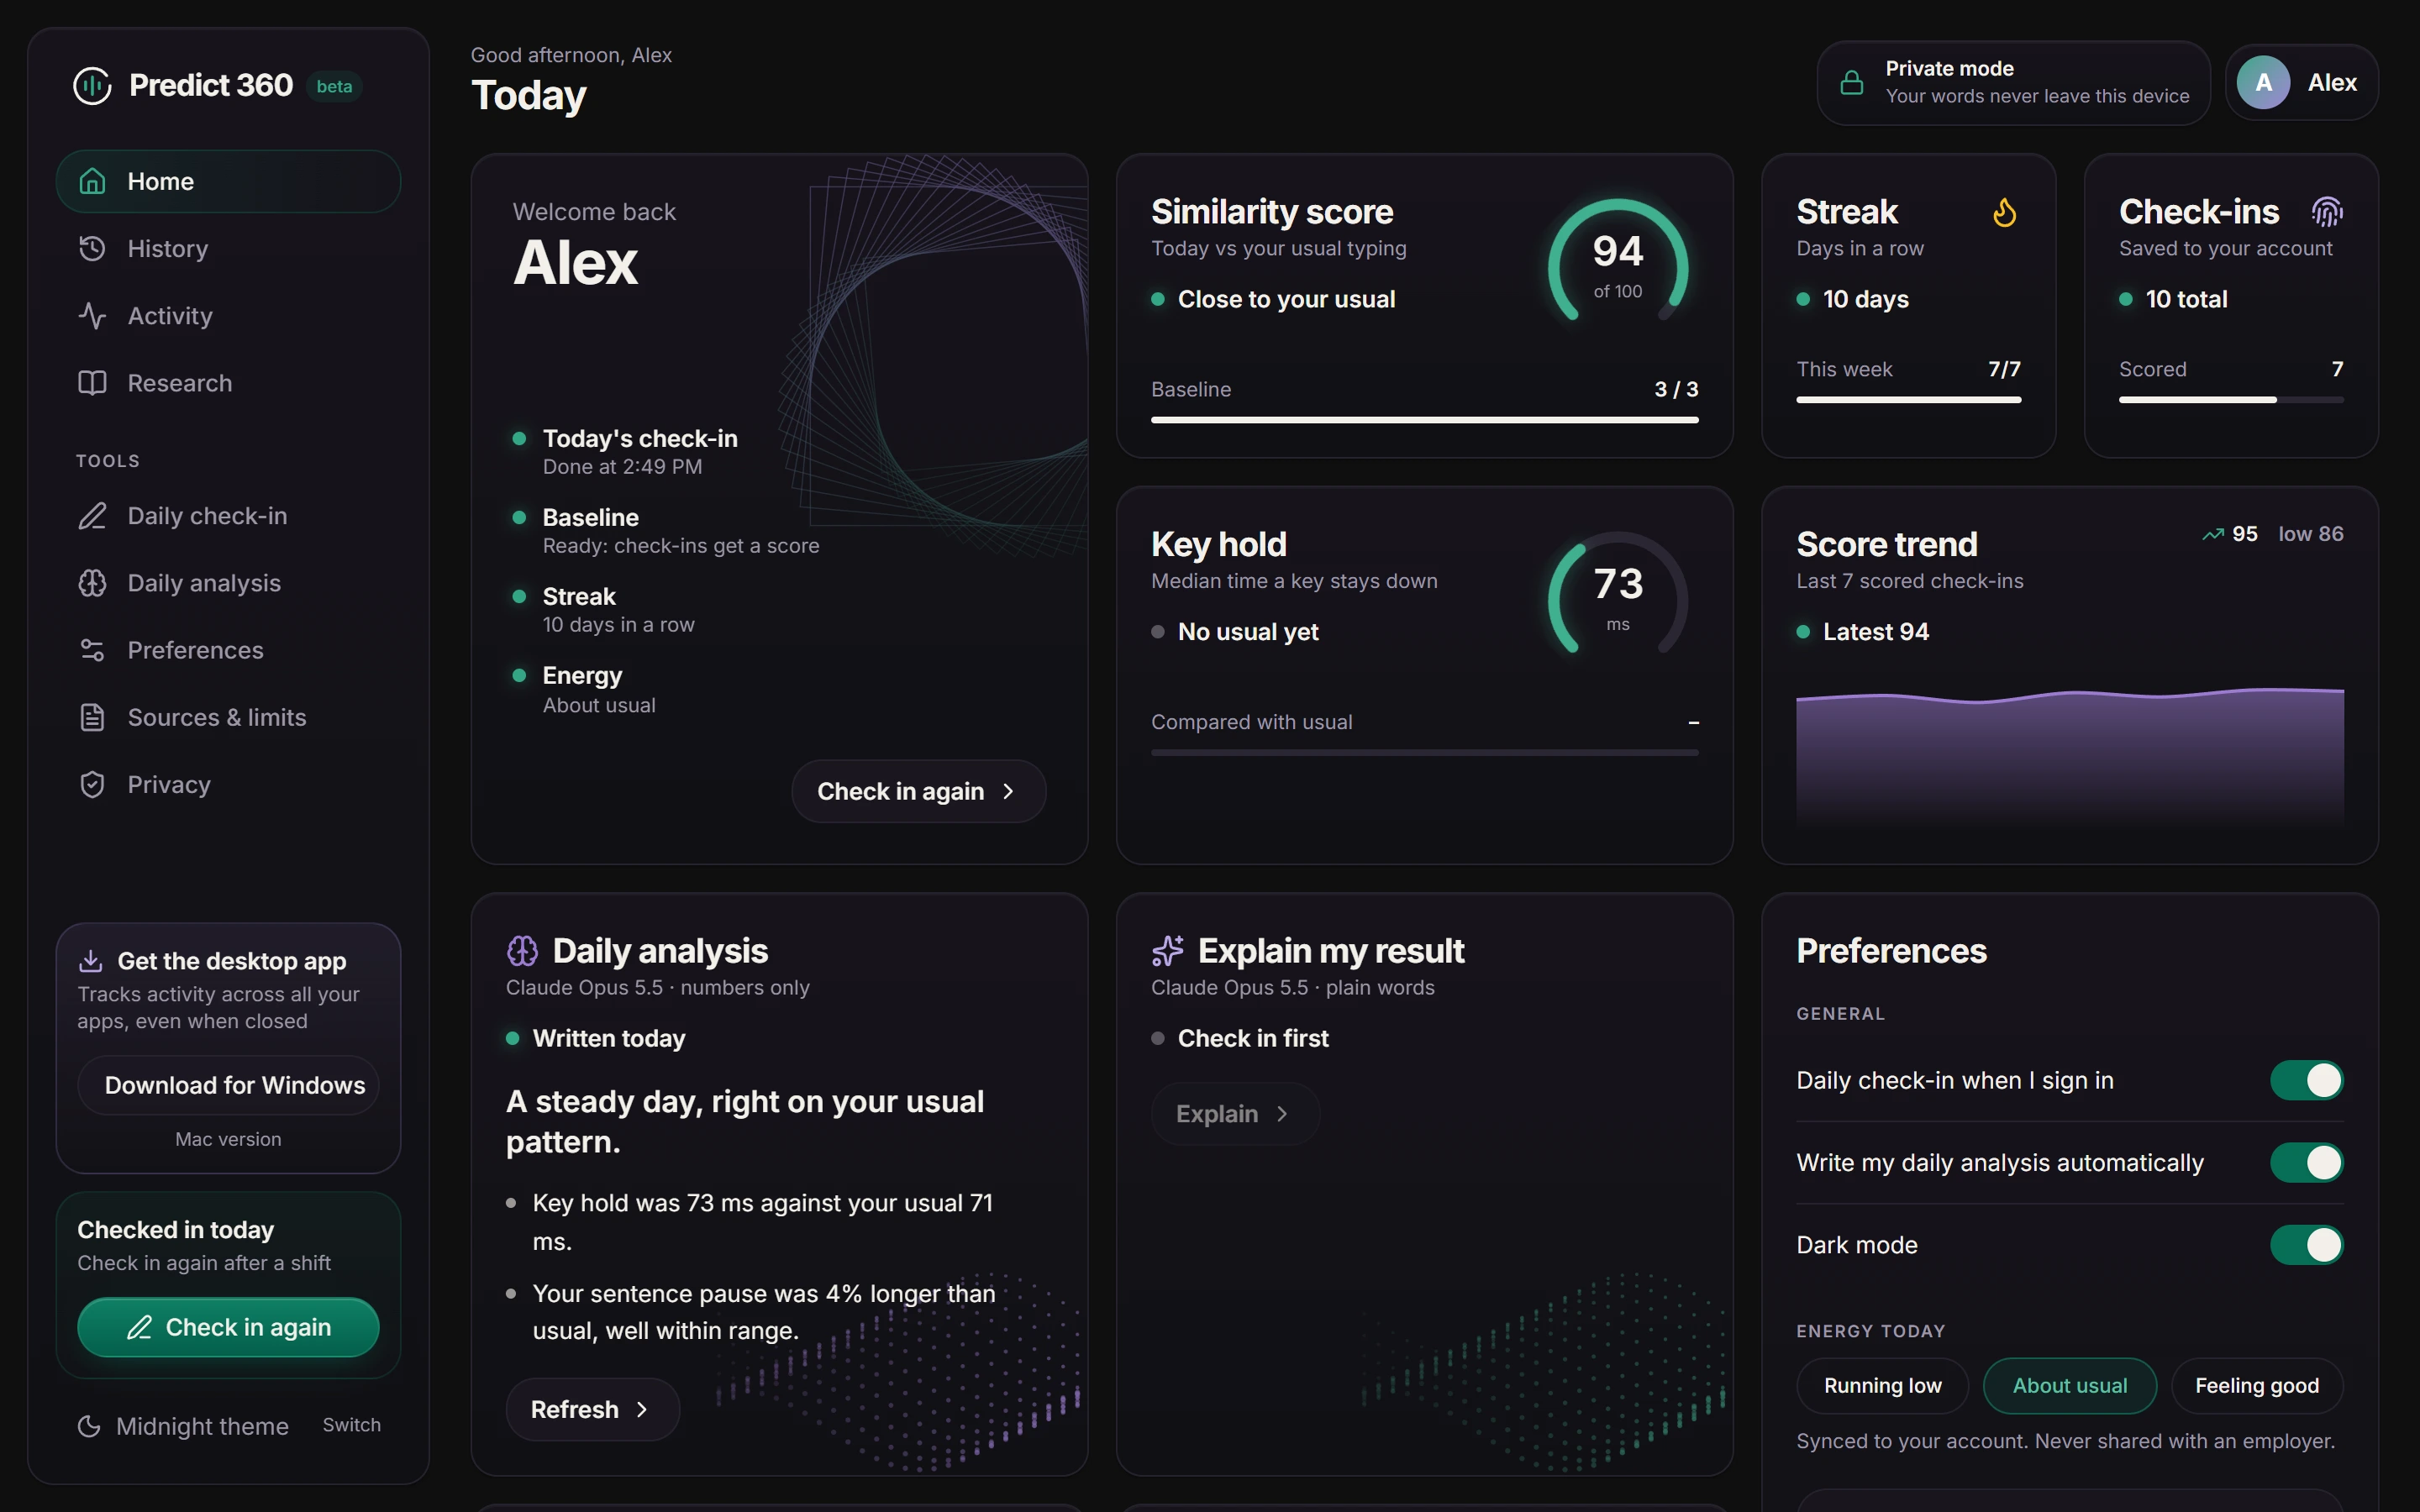 Predict 360 beta
Home
History
Activity
Research
TOOLS
Daily check-in
Daily analysis
Preferences
Sources & limits
Privacy
Get the desktop app
Tracks activity across all your
apps, even when closed
Download for Windows
Mac version
Checked in today
Check in again after a shift
Check in again
Midnight theme Switch
Good afternoon, Alex
Today
Private mode
Your words never leave this device
A Alex
Welcome back
Alex
Today's check-in
Done at 2:49 PM
Baseline
Ready: check-ins get a score
Streak
10 days in a row
Energy
About usual
Check in again
Similarity score
Today vs your usual typing
Close to your usual
94
of 100
Baseline 3 / 3
Streak
Days in a row
10 days
This week 7/7
Check-ins
Saved to your account
10 total
Scored 7
Key hold
Median time a key stays down
No usual yet
73
ms
Compared with usual –
Score trend
95 low 86
Last 7 scored check-ins
Latest 94
Daily analysis
Claude Opus 5.5 · numbers only
Written today
A steady day, right on your usual
pattern.
Key hold was 73 ms against your usual 71
ms.
Your sentence pause was 4% longer than
usual, well within range.
Refresh
Explain my result
Claude Opus 5.5 · plain words
Check in first
Explain
Preferences
GENERAL
Daily check-in when I sign in
Write my daily analysis automatically
Dark mode
ENERGY TODAY
Running low About usual Feeling good
Synced to your account. Never shared with an employer.